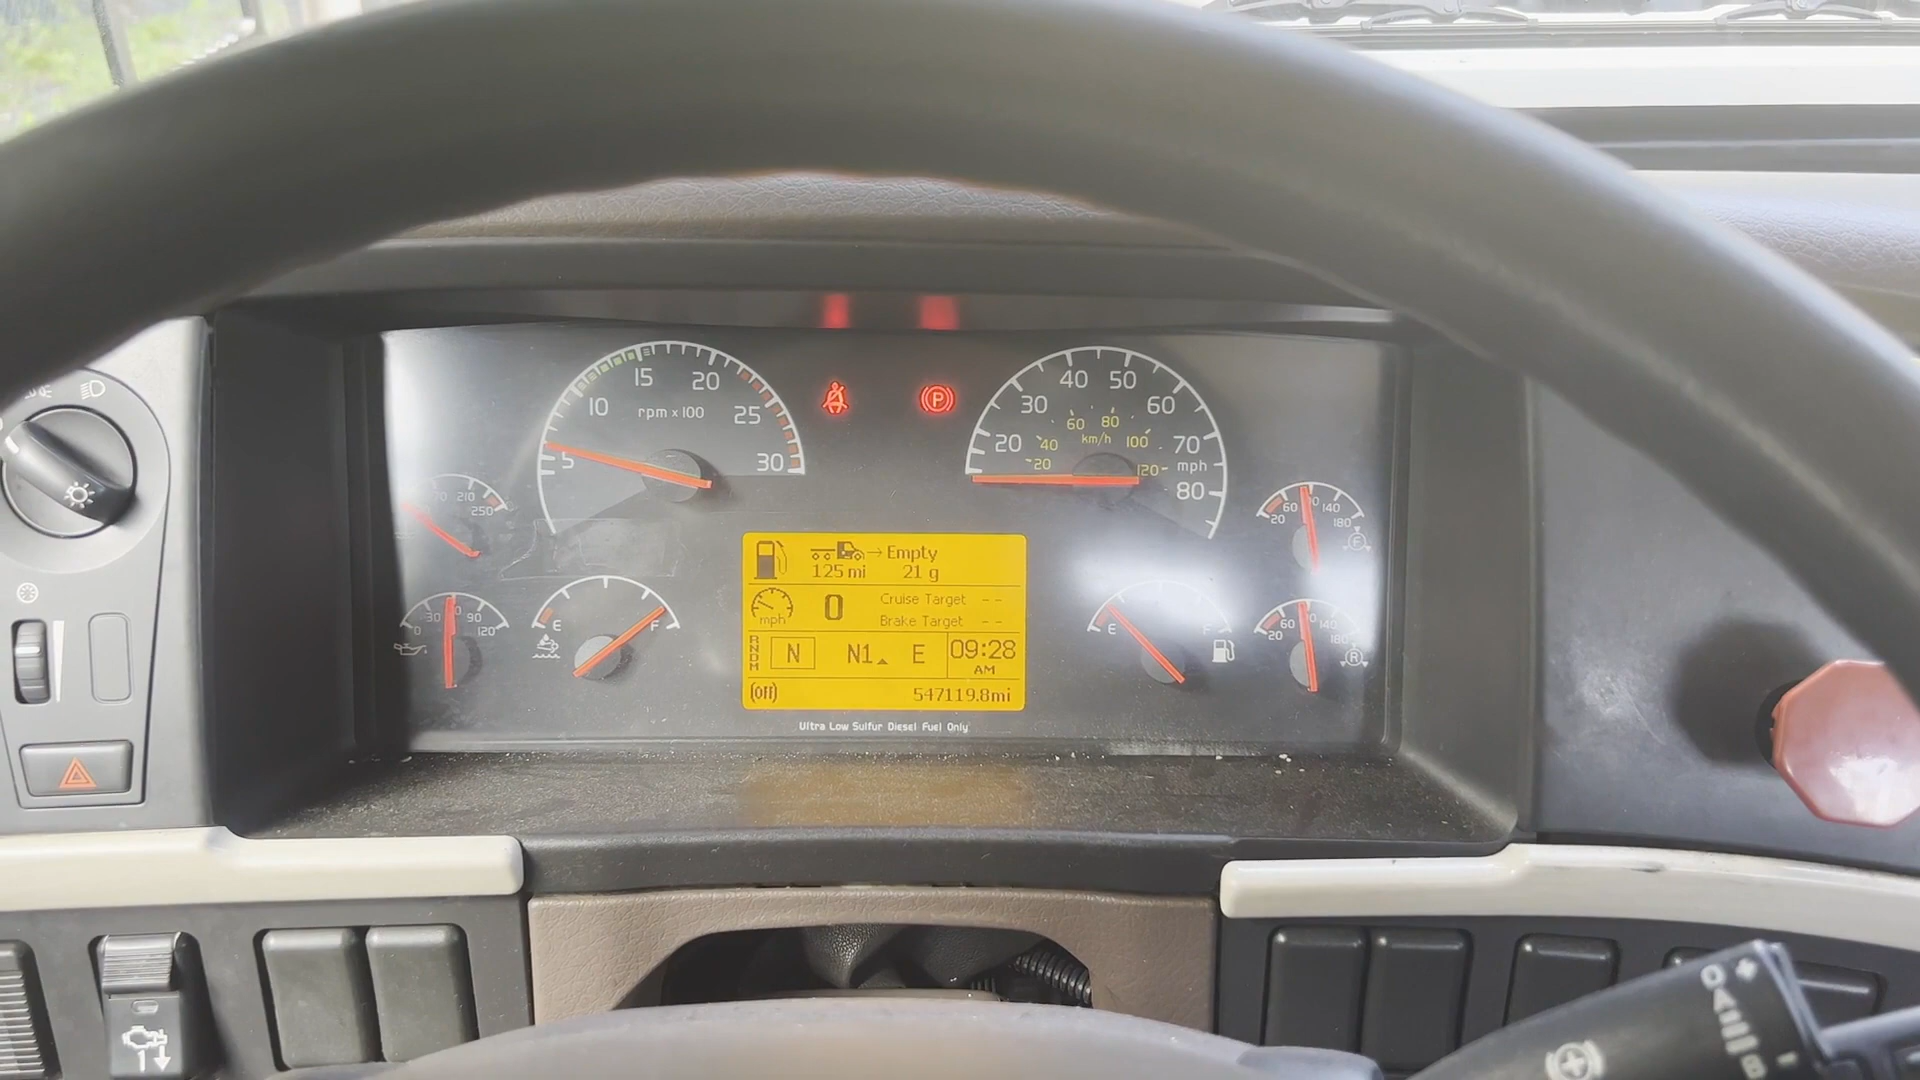 15 20
10 rpm x 100 25
5 30
P
40 50
30 60
60 80
20 40 km/h 100 70
20 120 mph
80
210
250
60 140
20 180
F
30 90
0 120
E F
Empty
125 mi 21 g
mph 0 Cruise Target --
Brake Target --
R N D M N N1 E 09:28 AM
(Off) 547119.8mi
E F
60 140
20 180
R
Ultra Low Sulfur Diesel Fuel Only
0 +
1